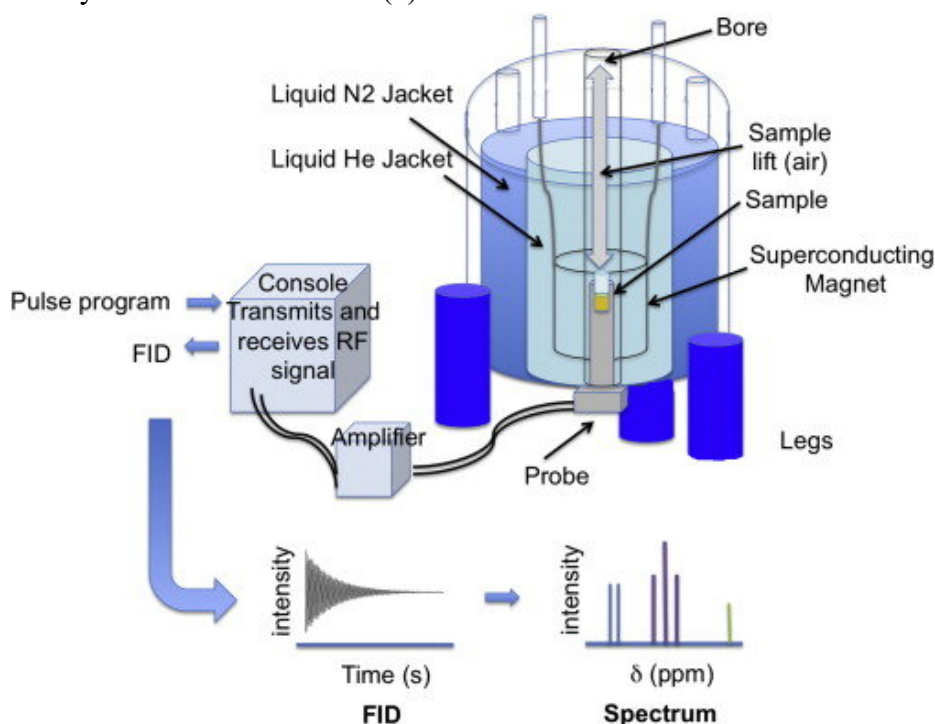 Bore
Liquid N2 Jacket
Liquid He Jacket
Sample
lift (air)
Sample
Superconducting
Magnet
Pulse program
FID
Console
Transmits and
receives RF
signal
Amplifier
Probe
Legs
intensity
Time (s)
FID
intensity
δ (ppm)
Spectrum